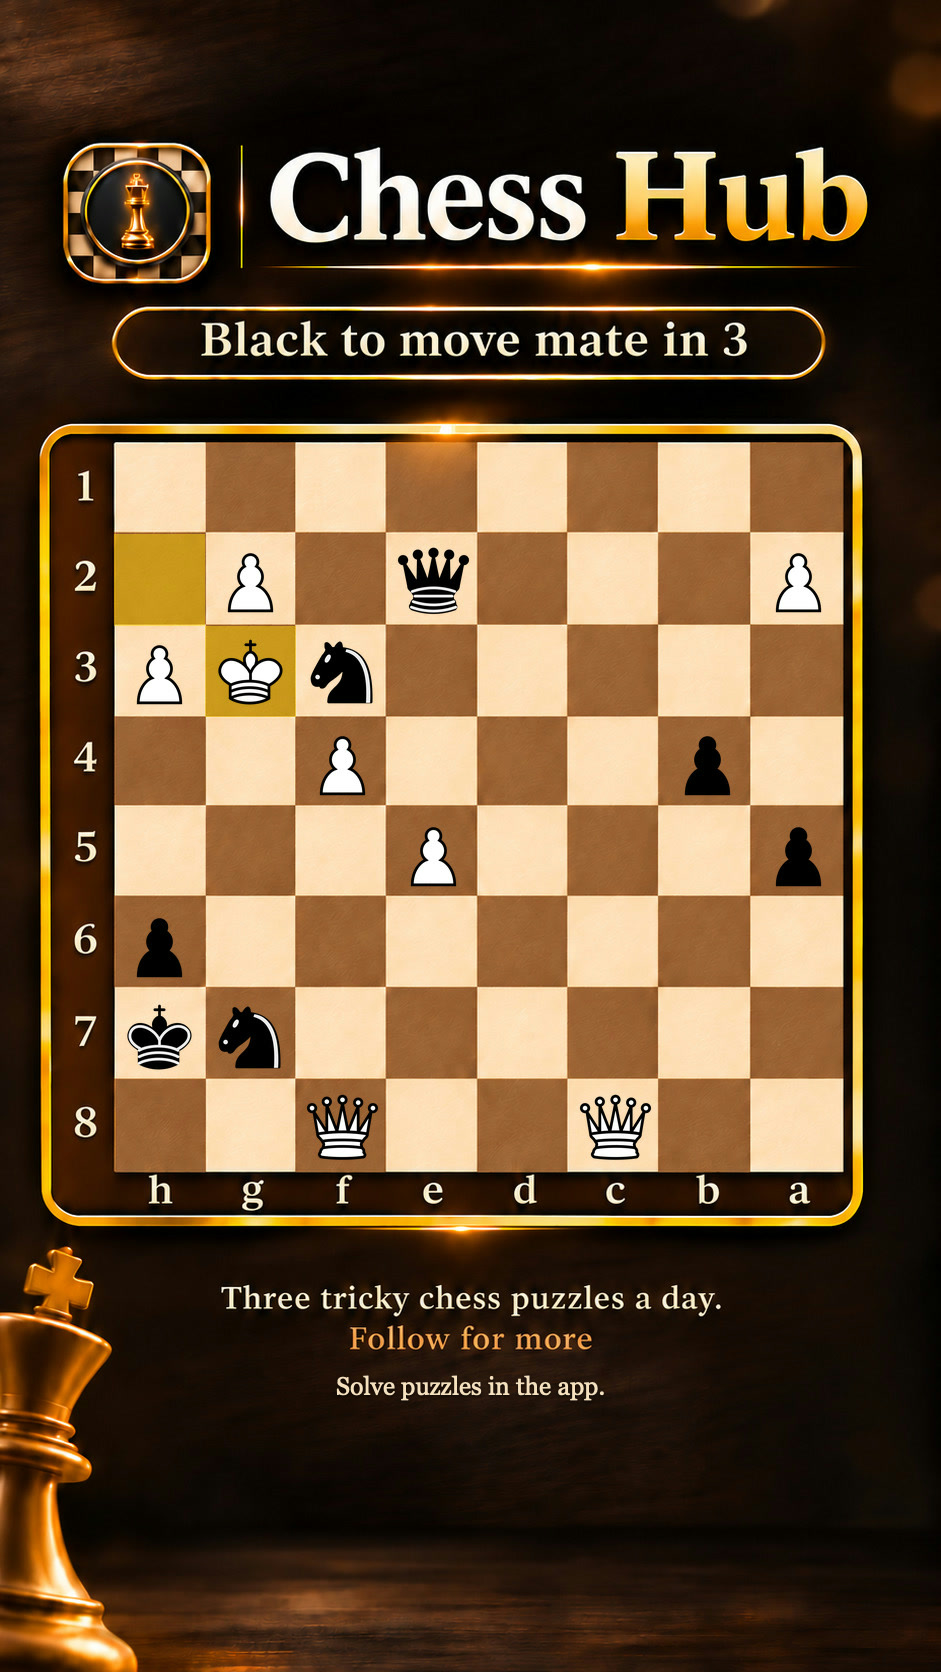 Chess Hub
Black to move mate in 3
1
2
3
4
5
6
7
8
h g f e d c b a
Three tricky chess puzzles a day.
Follow for more
Solve puzzles in the app.